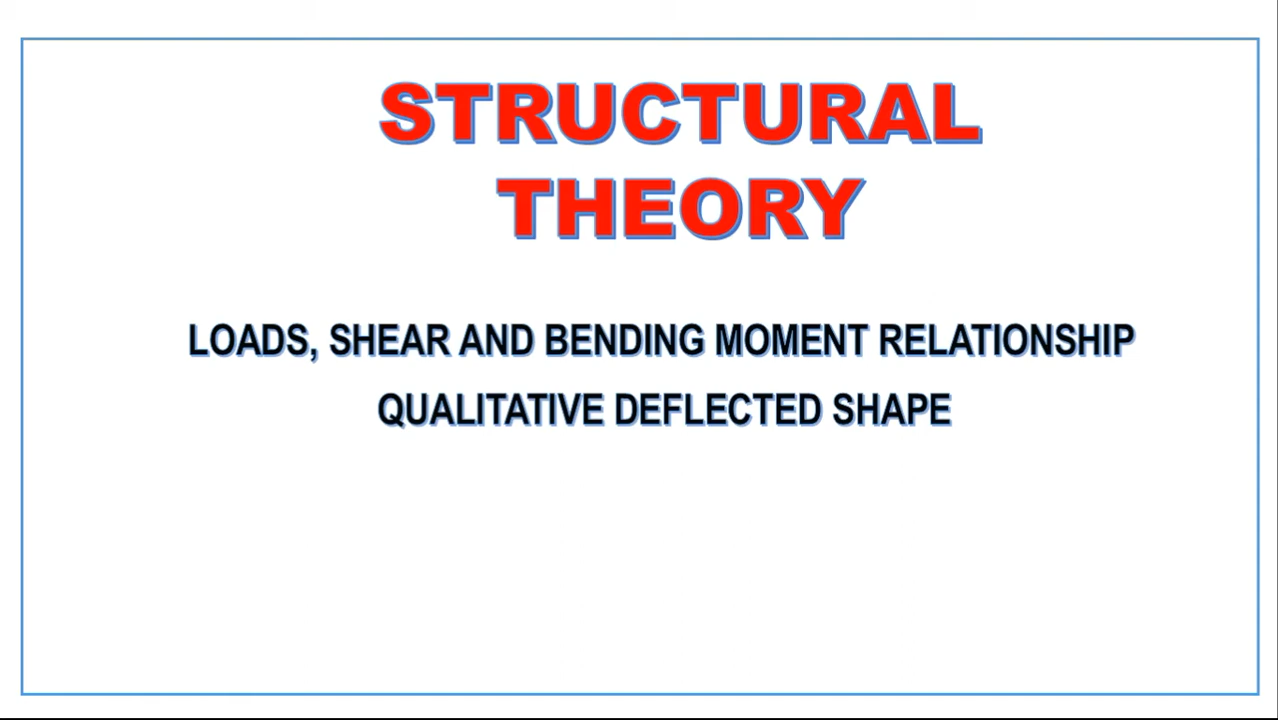 STRUCTURAL
THEORY
LOADS, SHEAR AND BENDING MOMENT RELATIONSHIP
QUALITATIVE DEFLECTED SHAPE